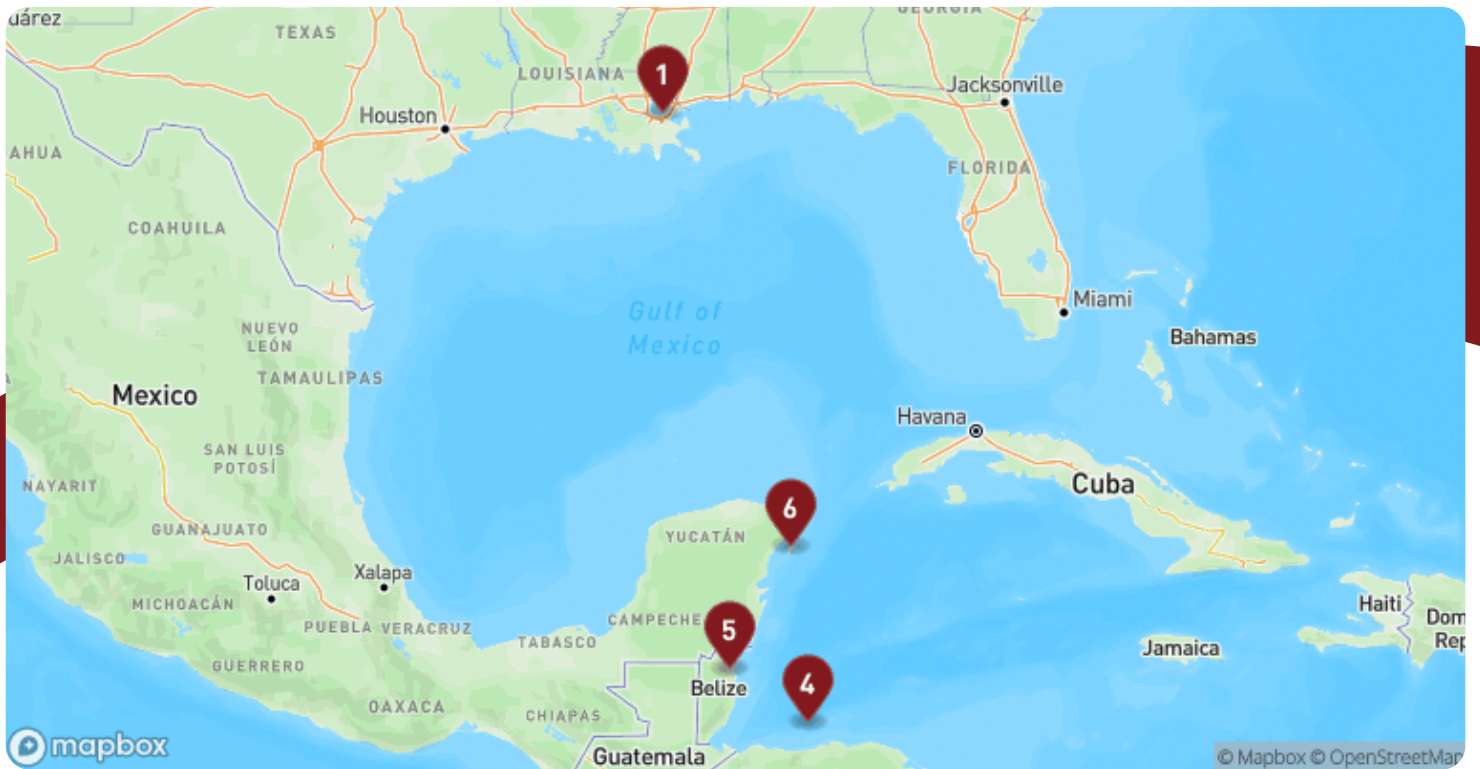 uárez
TEXAS
GEORGIA
LOUISIANA
1
Jacksonville
Houston
AHUA
FLORIDA
COAHUILA
Gulf of
Mexico
Miami
NUEVO
LEÓN
Bahamas
TAMAULIPAS
Mexico
Havana
SAN LUIS
POTOSÍ
Cuba
NAYARIT
6
GUANAJUATO
YUCATÁN
JALISCO
Xalapa
Toluca
MICHOACÁN
Haiti
PUEBLA
VERACRUZ
CAMPECHE
5
Dom
Rep
TABASCO
Jamaica
GUERRERO
Belize
4
OAXACA
CHIAPAS
mapbox
Guatemala
© Mapbox © OpenStreetMap